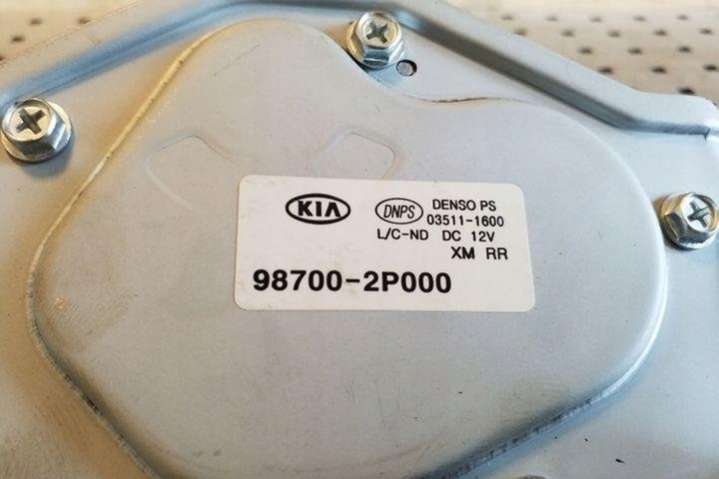 KIA DNPS DENSO PS
03511-1600
L/C-ND DC 12V
XM RR
98700-2P000